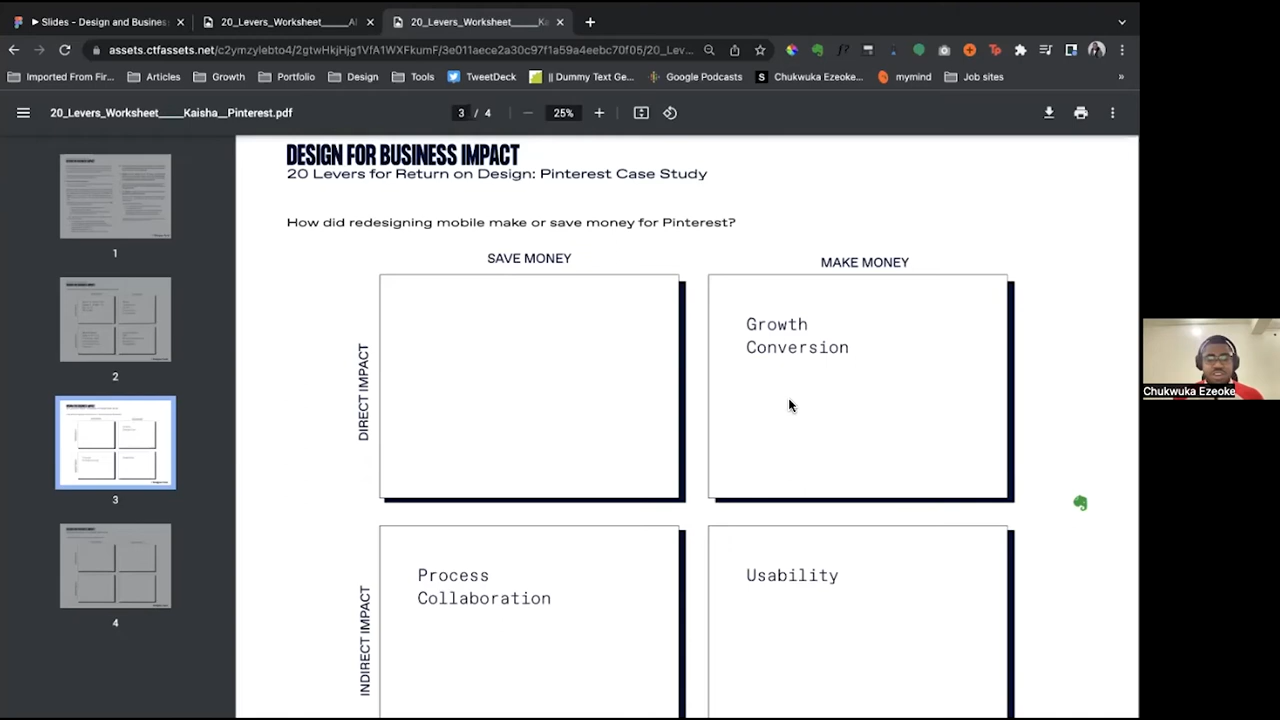 Slides - Design and Busines
20_Levers_Worksheet_____Al
20_Levers_Worksheet_____Ka
assets.ctfassets.net/c2ymzylebto4/2gtwHkjHjg1VfA1WXFkumF/3e011aece2a30c97f1a59a4eebc70f05/20_Lev...
Imported From Fir...
Articles
Growth
Portfolio
Design
Tools
TweetDeck
|| Dummy Text Ge...
Google Podcasts
Chukwuka Ezeoke...
mymind
Job sites
»
20_Levers_Worksheet_____Kaisha__Pinterest.pdf
3 / 4
25%
1
2
3
4
DESIGN FOR BUSINESS IMPACT
20 Levers for Return on Design: Pinterest Case Study
How did redesigning mobile make or save money for Pinterest?
SAVE MONEY
MAKE MONEY
DIRECT IMPACT
Growth
Conversion
INDIRECT IMPACT
Process
Collaboration
Usability
Chukwuka Ezeoke